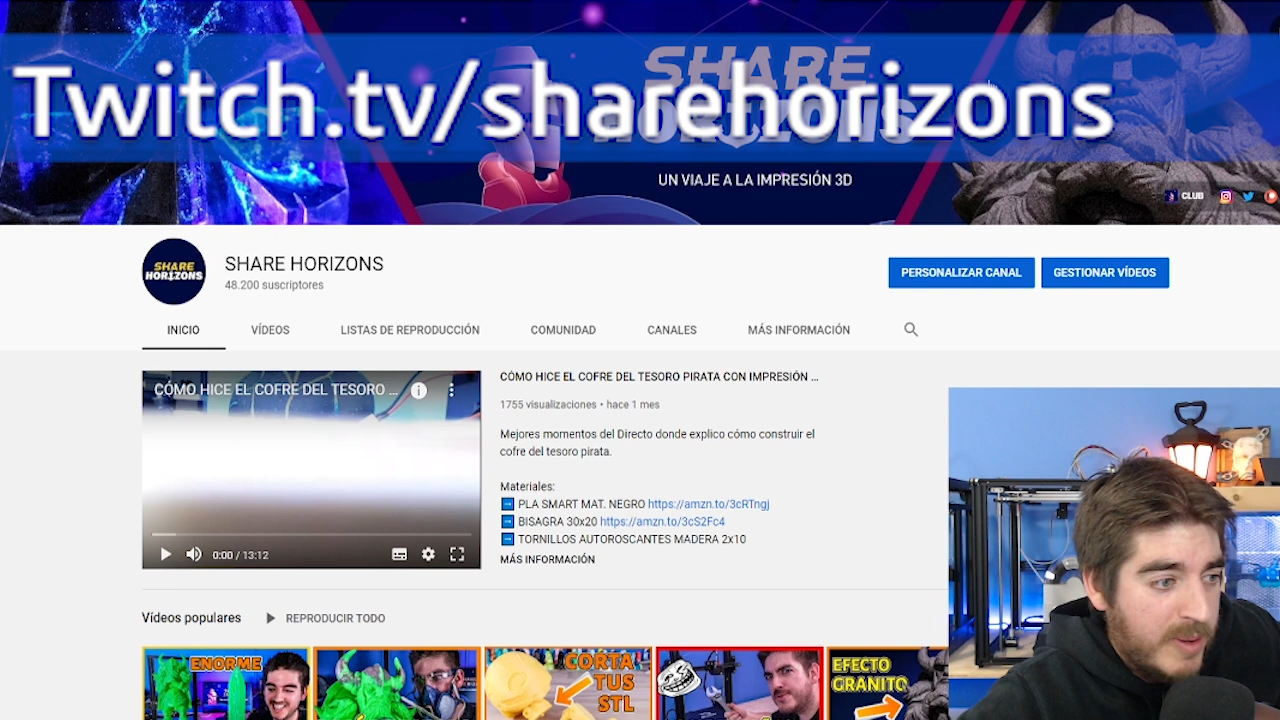 Twitch.tv/sharehorizons
SHARE
HORIZONS
UN VIAJE A LA IMPRESIÓN 3D
CLUB
SHARE
HORIZONS
SHARE HORIZONS
48.200 suscriptores
PERSONALIZAR CANAL
GESTIONAR VÍDEOS
INICIO
VÍDEOS
LISTAS DE REPRODUCCIÓN
COMUNIDAD
CANALES
MÁS INFORMACIÓN
CÓMO HICE EL COFRE DEL TESORO ...
0:00 / 13:12
CÓMO HICE EL COFRE DEL TESORO PIRATA CON IMPRESIÓN ...
1755 visualizaciones • hace 1 mes
Mejores momentos del Directo donde explico cómo construir el
cofre del tesoro pirata.
Materiales:
➡ PLA SMART MAT. NEGRO https://amzn.to/3cRTngj
➡ BISAGRA 30x20 https://amzn.to/3cS2Fc4
➡ TORNILLOS AUTOROSCANTES MADERA 2x10
MÁS INFORMACIÓN
Vídeos populares
REPRODUCIR TODO
ENORME
CORTA
TUS
STL
EFECTO
GRANITO